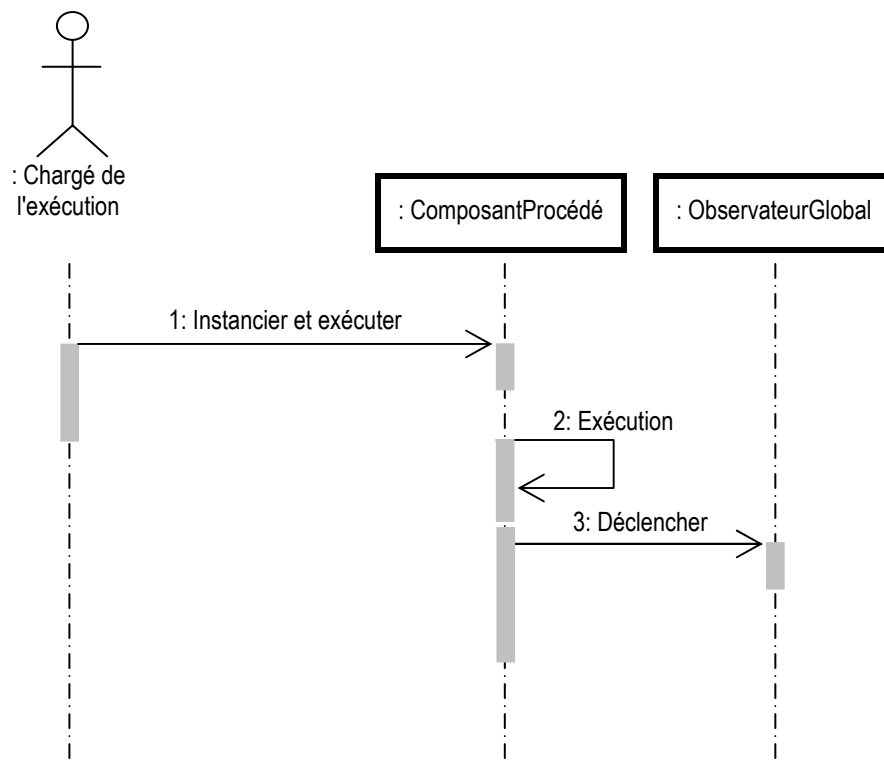 : Chargé de
l'exécution
: ComposantProcédé
: ObservateurGlobal
1: Instancier et exécuter
2: Exécution
3: Déclencher